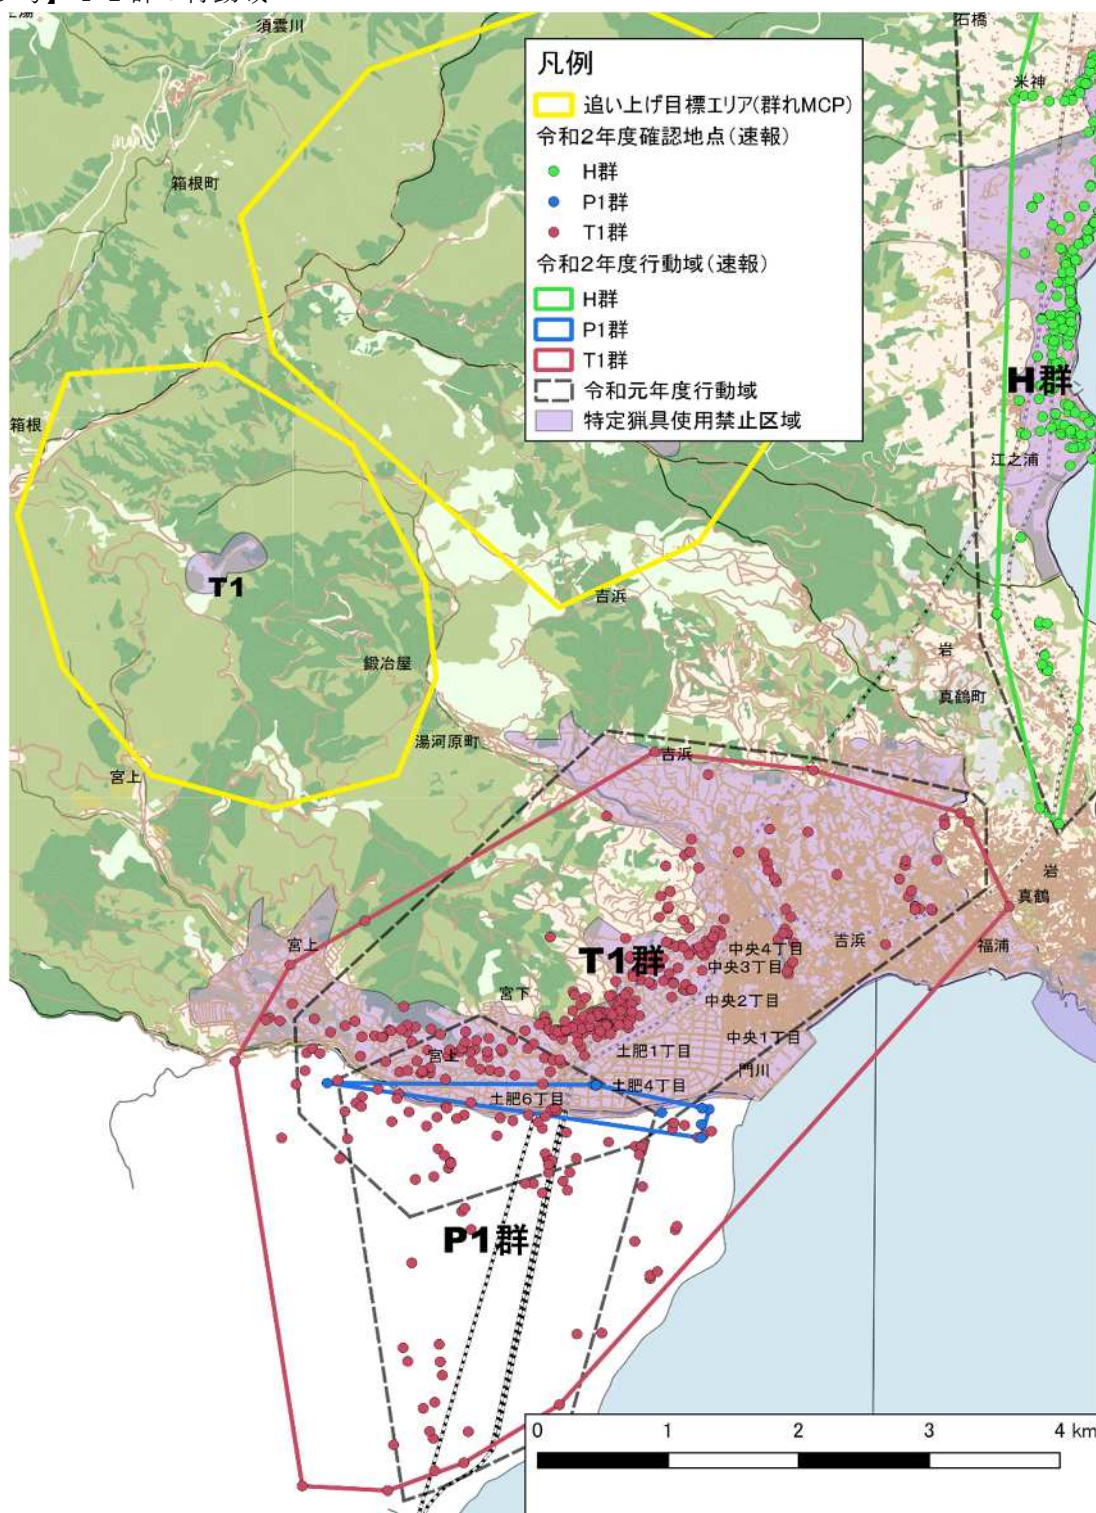 須雲川
石橋
米神
箱根町
凡例
追い上げ目標エリア(群れMCP)
令和2年度確認地点(速報)
H群
P1群
T1群
令和2年度行動域(速報)
H群
P1群
T1群
令和元年度行動域
特定猟具使用禁止区域
H群
箱根
江之浦
T1
吉浜
鍛冶屋
岩
真鶴町
湯河原町
吉浜
宮上
岩
真鶴
宮上
T1群
中央4丁目
吉浜
福浦
中央3丁目
宮下
中央2丁目
中央1丁目
宮上
土肥1丁目
門川
土肥4丁目
土肥6丁目
P1群
0 1 2 3 4 km